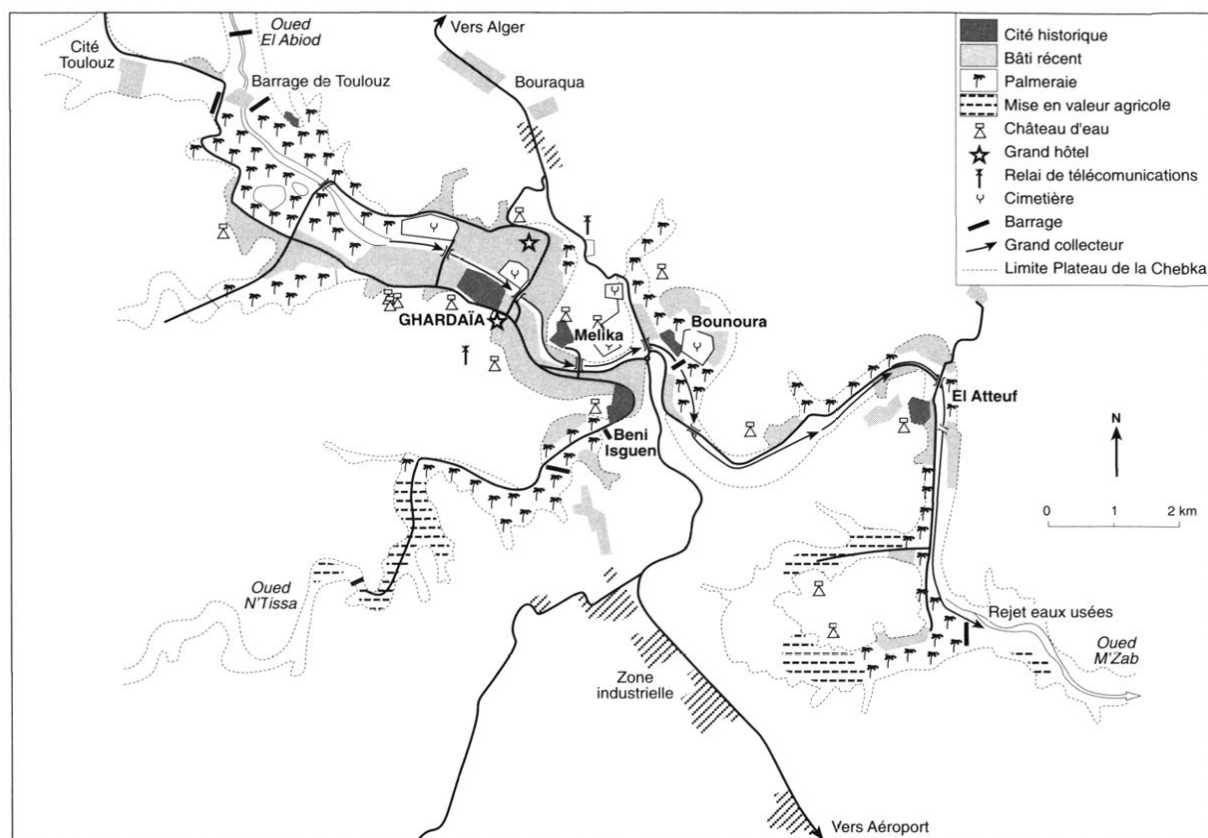 Vers Alger
Oued
El Abiod
Cité
Toulouz
Barrage de Toulouz
Bouraqua
Cité historique
Bâti récent
Palmeraie
Mise en valeur agricole
Château d'eau
Grand hôtel
Relai de télécomunications
Cimetière
Barrage
Grand collecteur
Limite Plateau de la Chebka
GHARDAÏA
Melika
Bounoura
El Atteuf
Beni
Isguen
N
0 1 2 km
Oued
N'Tissa
Rejet eaux usées
Oued
M'Zab
Zone
industrielle
Vers Aéroport